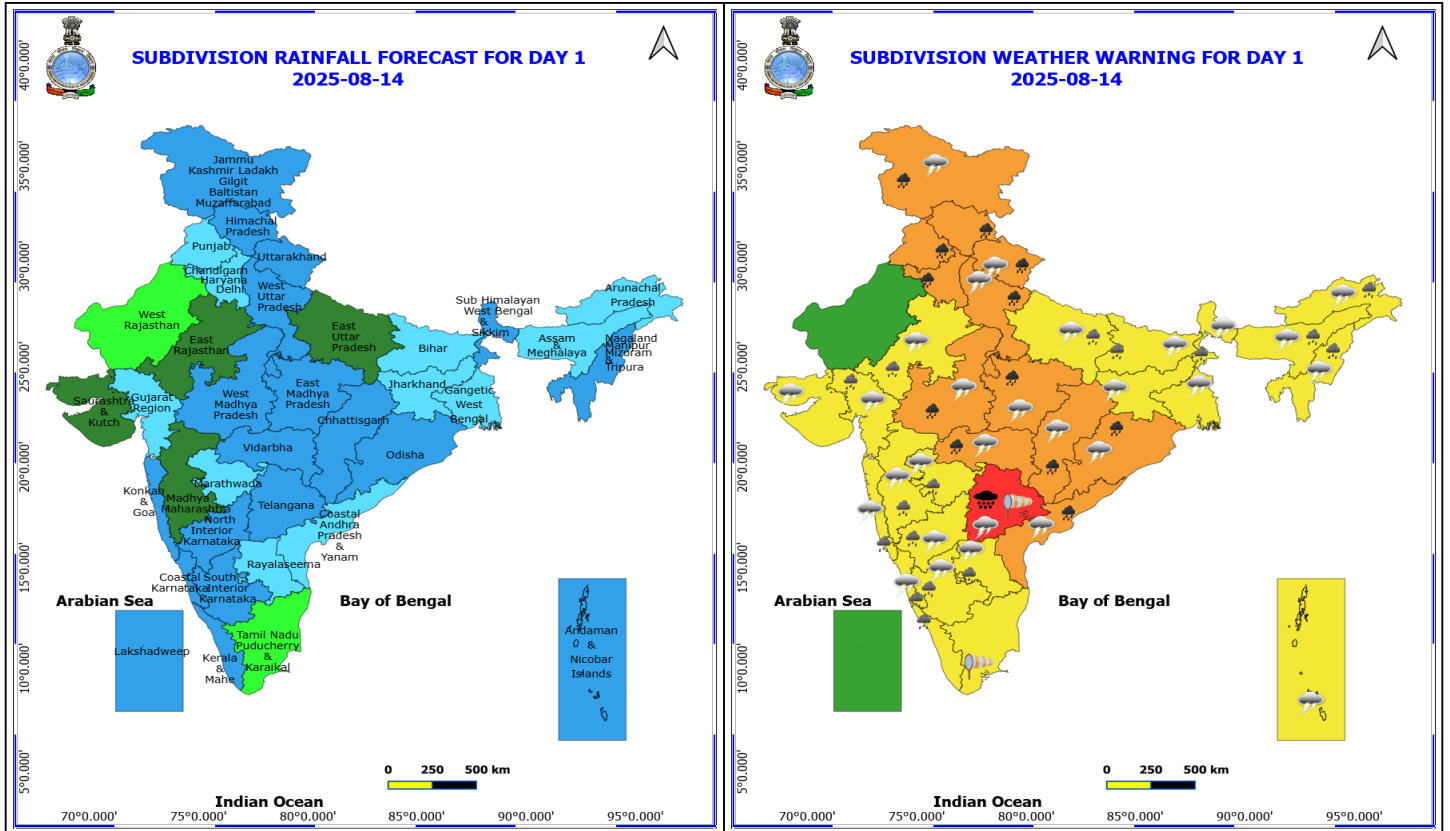 SUBDIVISION RAINFALL FORECAST FOR DAY 1
2025-08-14
40°0.000'
35°0.000'
30°0.000'
25°0.000'
20°0.000'
15°0.000'
10°0.000'
5°0.000'
Jammu
Kashmir Ladakh
Gilgit
Baltistan
Muzaffarabad
Himachal
Pradesh
Punjab
Uttarakhand
Chandigarh
Haryana
Delhi
West
Uttar
Pradesh
West
Rajasthan
East
Rajasthan
East
Uttar
Pradesh
Sub Himalayan
West Bengal
&
Sikkim
Arunachal
Pradesh
Assam
&
Meghalaya
Nagaland
Manipur
Mizoram
&
Tripura
Bihar
Jharkhand
Gangetic
West
Bengal
Saurashtra
&
Kutch
Gujarat
Region
West
Madhya
Pradesh
East
Madhya
Pradesh
Chhattisgarh
Vidarbha
Odisha
Konkan
&
Goa
Madhya
Maharashtra
Marathwada
Telangana
North
Interior
Karnataka
Coastal
Andhra
Pradesh
&
Yanam
Rayalaseema
Coastal
Karnataka
South
Interior
Karnataka
Arabian Sea
Bay of Bengal
Lakshadweep
Kerala
&
Mahe
Tamil Nadu
Puducherry
&
Karaikal
Andaman
&
Nicobar
Islands
0 250 500 km
Indian Ocean
70°0.000' 75°0.000' 80°0.000' 85°0.000' 90°0.000' 95°0.000'
SUBDIVISION WEATHER WARNING FOR DAY 1
2025-08-14
40°0.000'
35°0.000'
30°0.000'
25°0.000'
20°0.000'
15°0.000'
10°0.000'
5°0.000'
Arabian Sea
Bay of Bengal
0 250 500 km
Indian Ocean
70°0.000' 75°0.000' 80°0.000' 85°0.000' 90°0.000' 95°0.000'